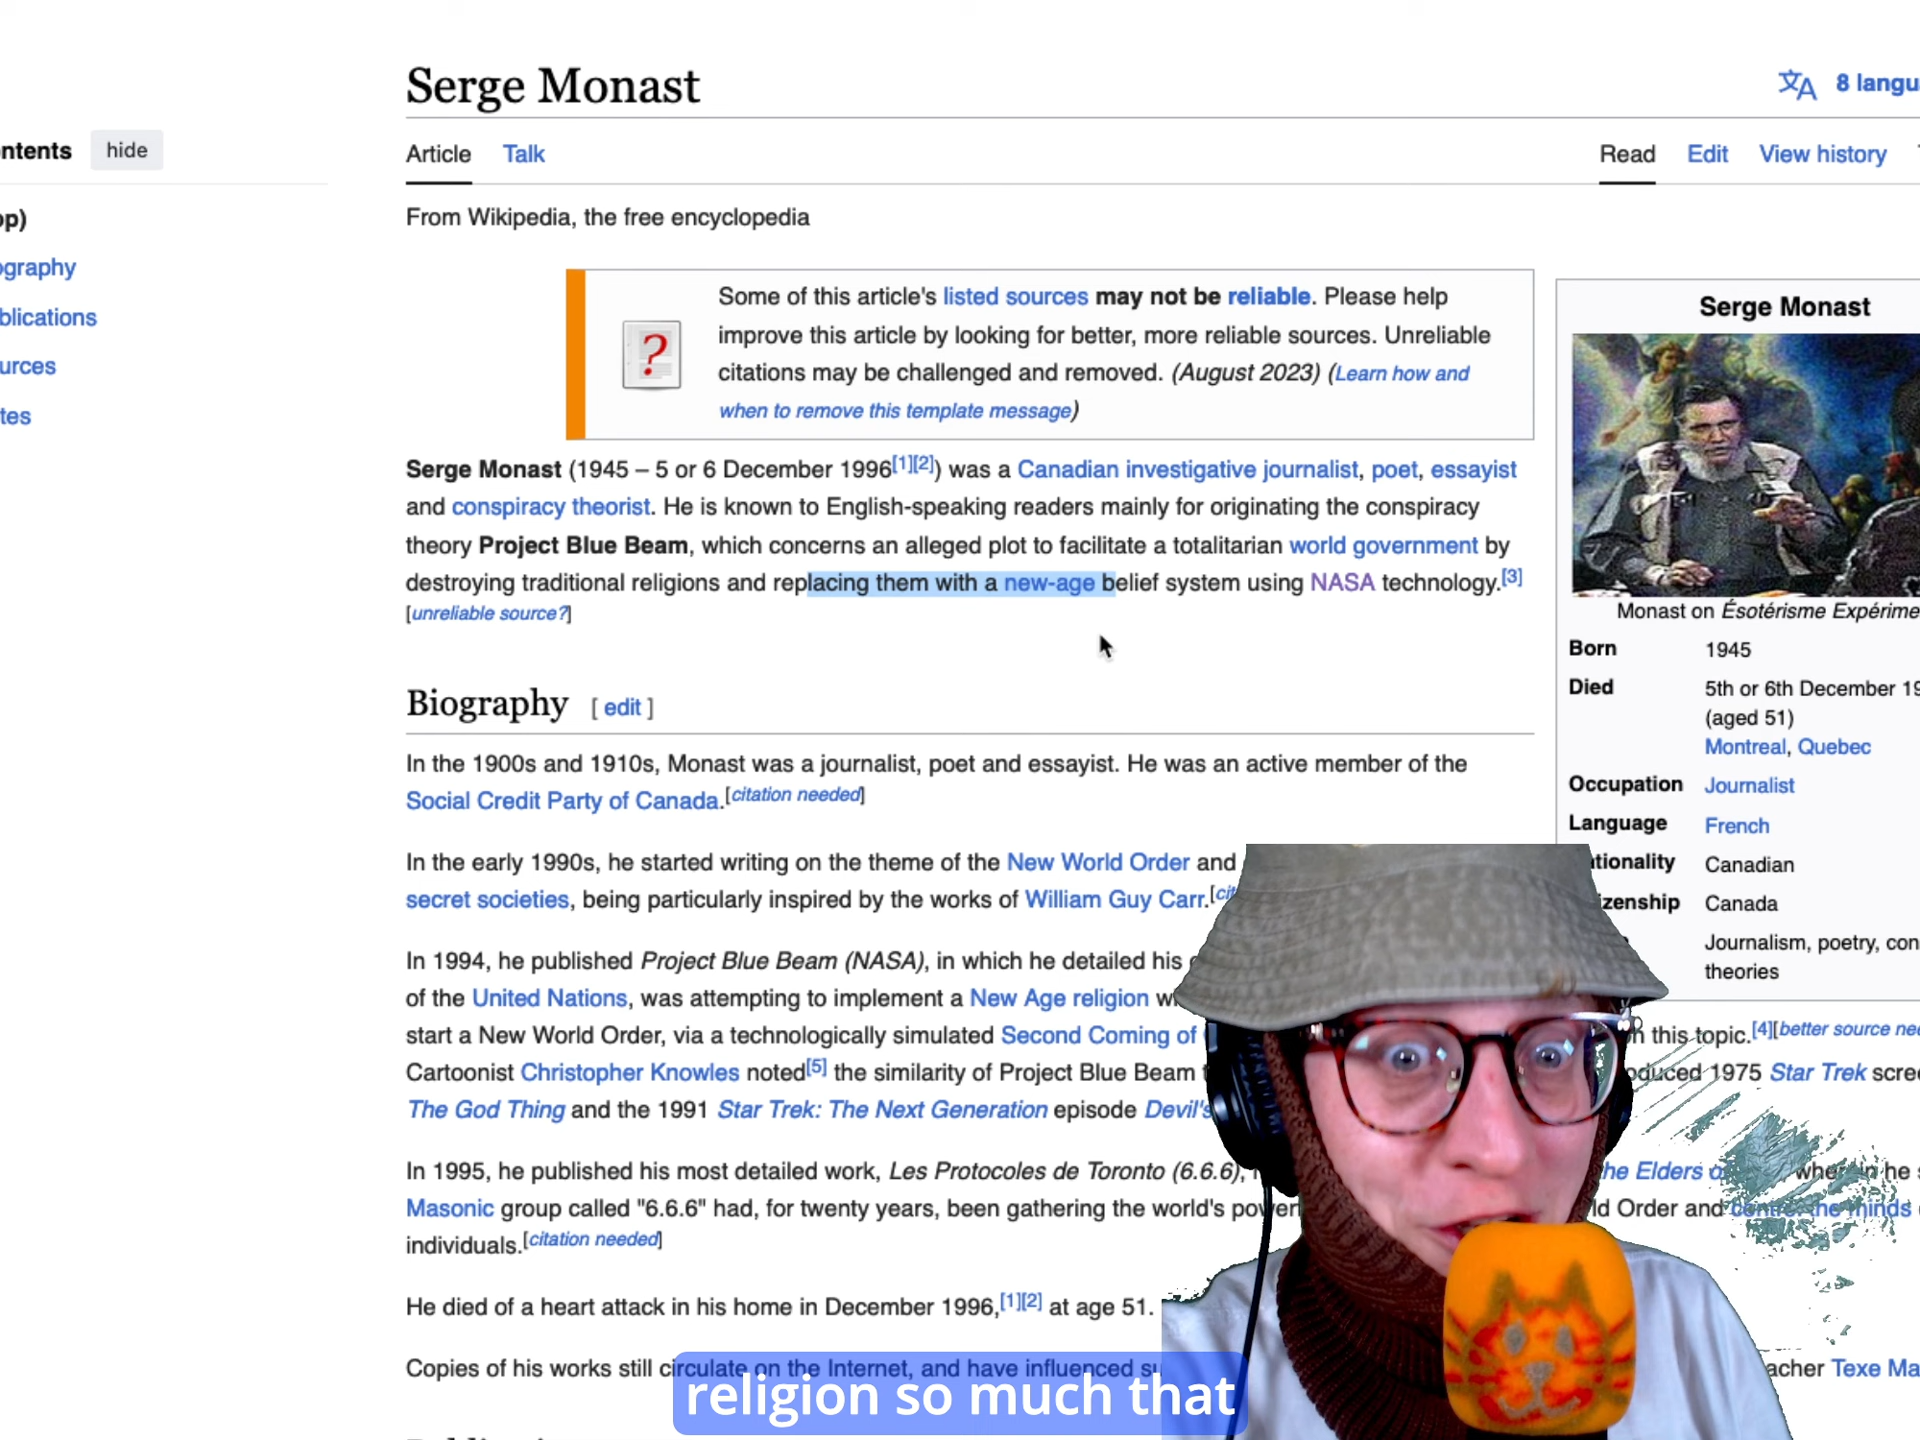 Serge Monast
8 langu
ntents
hide
Article
Talk
Read
Edit
View history
op)
ography
From Wikipedia, the free encyclopedia
blications
urces
tes
Some of this article's listed sources may not be reliable. Please help
improve this article by looking for better, more reliable sources. Unreliable
citations may be challenged and removed. (August 2023) (Learn how and
when to remove this template message)
Serge Monast (1945 – 5 or 6 December 1996[1][2]) was a Canadian investigative journalist, poet, essayist
and conspiracy theorist. He is known to English-speaking readers mainly for originating the conspiracy
theory Project Blue Beam, which concerns an alleged plot to facilitate a totalitarian world government by
destroying traditional religions and replacing them with a new-age belief system using NASA technology.[3]
[unreliable source?]
Serge Monast
Monast on Ésotérisme Expérime
Born 1945
Died 5th or 6th December 19
(aged 51)
Montreal, Quebec
Occupation Journalist
Language French
ationality Canadian
izenship Canada
Journalism, poetry, con
theories
Biography [ edit ]
In the 1900s and 1910s, Monast was a journalist, poet and essayist. He was an active member of the
Social Credit Party of Canada.[citation needed]
In the early 1990s, he started writing on the theme of the New World Order and
secret societies, being particularly inspired by the works of William Guy Carr.[cit
In 1994, he published Project Blue Beam (NASA), in which he detailed his
of the United Nations, was attempting to implement a New Age religion w
start a New World Order, via a technologically simulated Second Coming of n this topic.[4][better source nee
Cartoonist Christopher Knowles noted[5] the similarity of Project Blue Beam oduced 1975 Star Trek scree
The God Thing and the 1991 Star Trek: The Next Generation episode Devil's
In 1995, he published his most detailed work, Les Protocoles de Toronto (6.6.6), he Elders o he s
Masonic group called "6.6.6" had, for twenty years, been gathering the world's power ld Order and minds
individuals.[citation needed]
He died of a heart attack in his home in December 1996,[1][2] at age 51.
Copies of his works still circulate on the Internet, and have influenced su acher Texe Ma
religion so much that